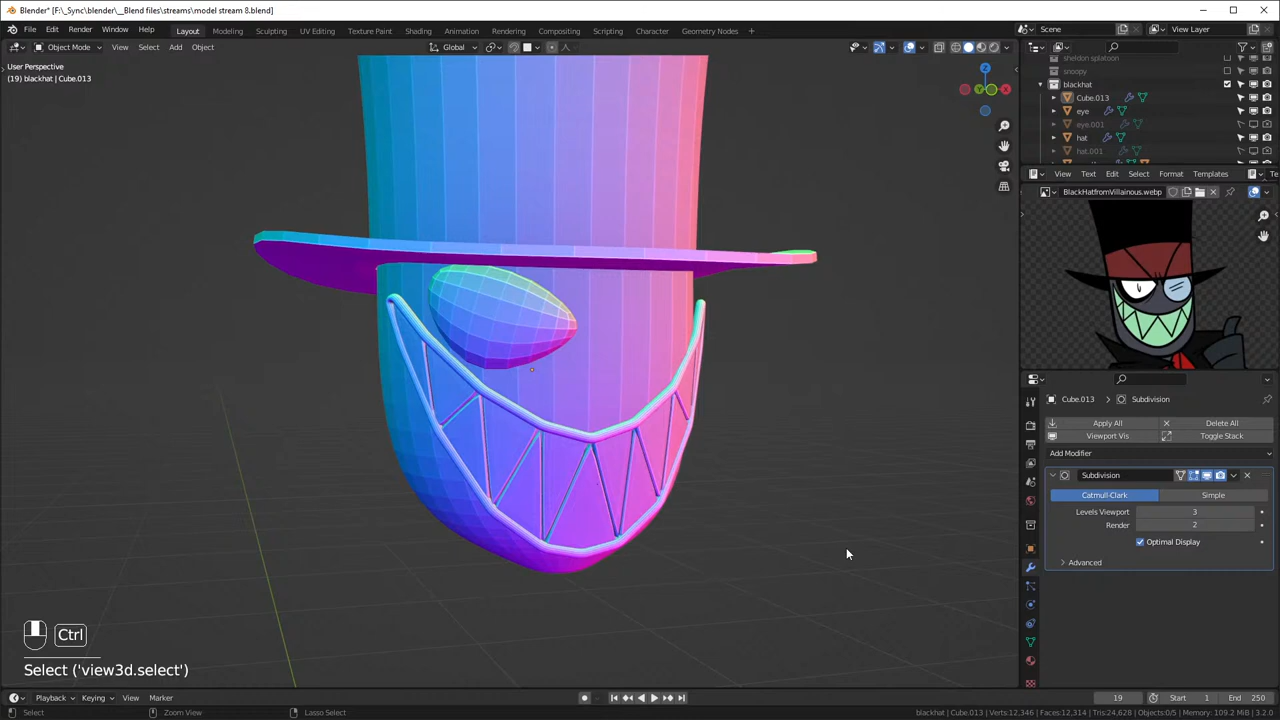 Blender* [F:\_Sync\blender\__Blend files\streams\model stream 8.blend]
File Edit Render Window Help Layout Modeling Sculpting UV Editing Texture Paint Shading Animation Rendering Compositing Scripting Character Geometry Nodes Scene View Layer
Object Mode View Select Add Object Global
User Perspective
(19) blackhat | Cube.013
sheldon splatoon
snoopy
blackhat
Cube.013
eye
eye.001
hat
hat.001
View Text Edit Select Format Templates
BlackHatfromVillainous.webp
Z
Y
X
Cube.013 Subdivision
Apply All Delete All
Viewport Vis Toggle Stack
Add Modifier
Subdivision
Catmull-Clark Simple
Levels Viewport 3
Render 2
Optimal Display
Advanced
Ctrl
Select ('view3d.select')
Playback Keying View Marker 19 Start 1 End 250
Select Zoom View Lasso Select blackhat | Cube.013 | Verts:12,346 | Faces:12,314 | Tris:24,628 | Objects:0/5 | Memory: 109.2 MiB | 3.2.0